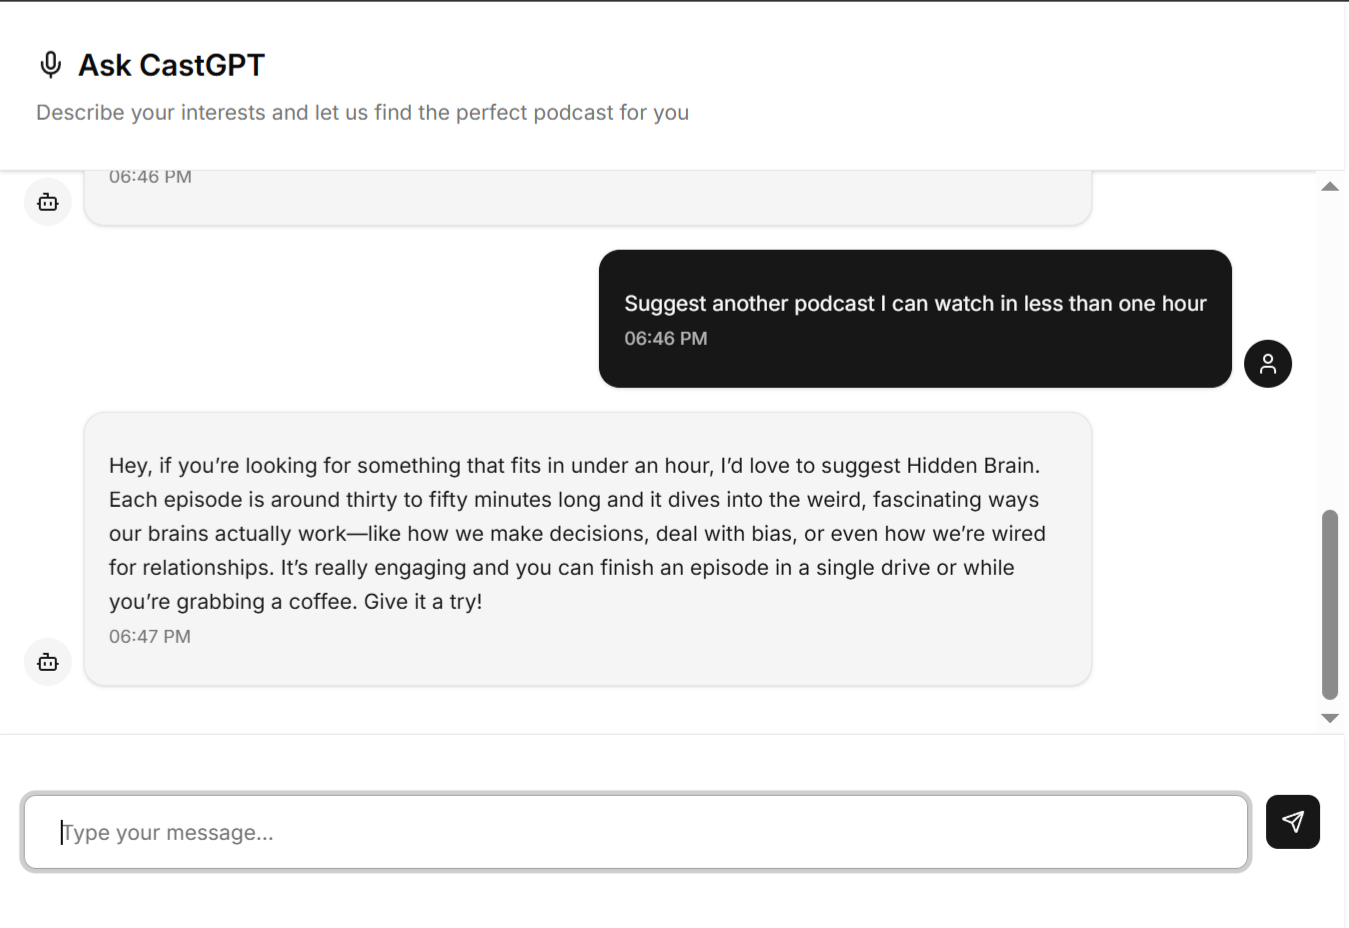 Ask CastGPT
Describe your interests and let us find the perfect podcast for you
06:46 PM
Suggest another podcast I can watch in less than one hour
06:46 PM
Hey, if you’re looking for something that fits in under an hour, I’d love to suggest Hidden Brain.
Each episode is around thirty to fifty minutes long and it dives into the weird, fascinating ways
our brains actually work—like how we make decisions, deal with bias, or even how we’re wired
for relationships. It’s really engaging and you can finish an episode in a single drive or while
you’re grabbing a coffee. Give it a try!
06:47 PM
Type your message...